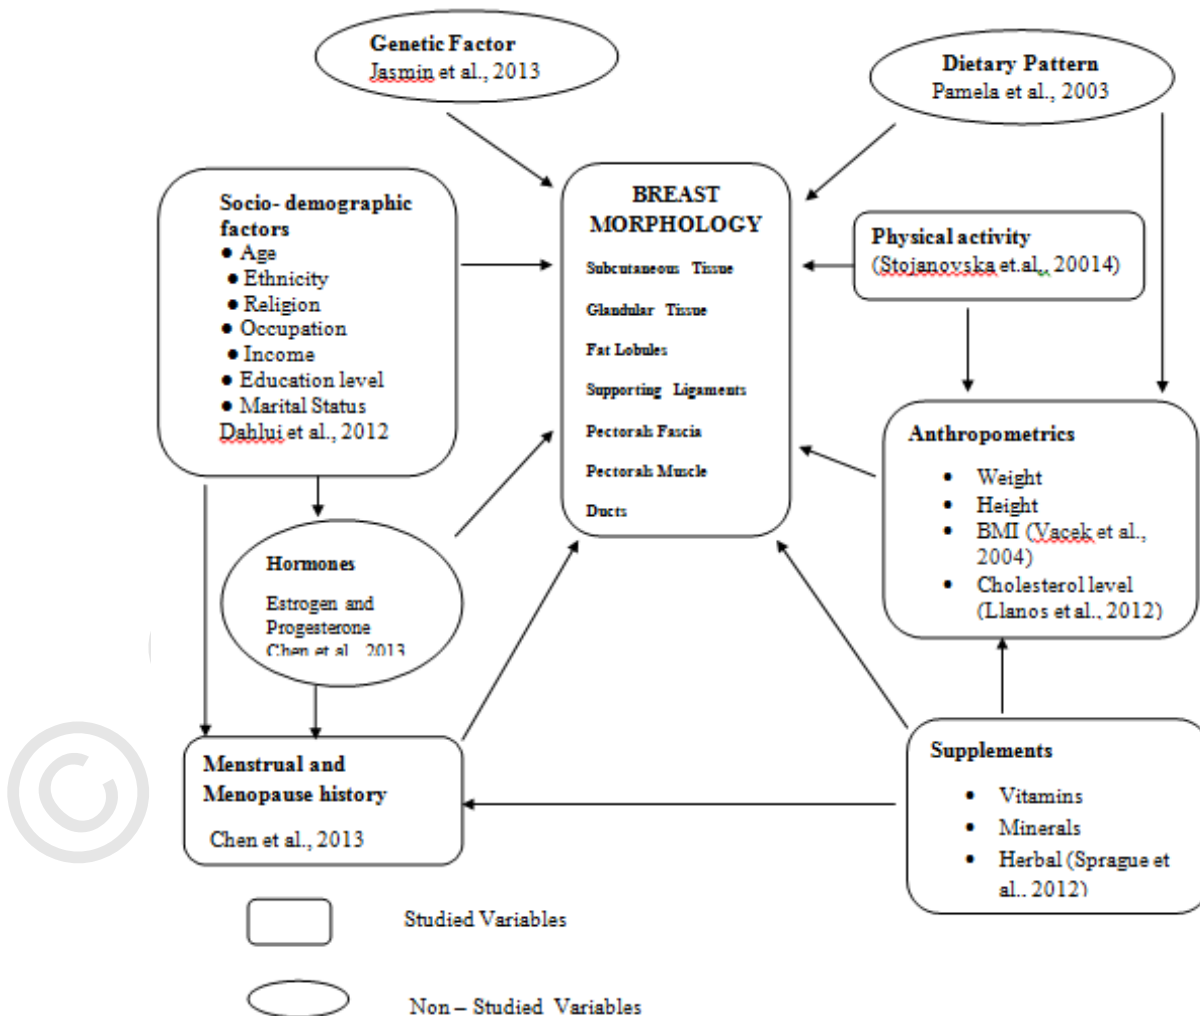 Genetic Factor
Jasmin et al., 2013
Dietary Pattern
Pamela et al., 2003
Socio- demographic
factors
● Age
● Ethnicity
● Religion
● Occupation
● Income
● Education level
● Marital Status
Dahlui et al., 2012
BREAST
MORPHOLOGY
Subcutaneous Tissue
Glandular Tissue
Fat Lobules
Supporting Ligaments
Pectorals Fascia
Pectorals Muscle
Ducts
Physical activity
(Stojanovska et.al., 20014)
Anthropometrics
• Weight
• Height
• BMI (Vacek et al.,
2004)
• Cholesterol level
(Llanos et al., 2012)
Hormones
Estrogen and
Progesterone
Chen et al., 2013
Menstrual and
Menopause history
Chen et al., 2013
Supplements
• Vitamins
• Minerals
• Herbal (Sprague et
al., 2012)
©
Studied Variables
Non – Studied Variables